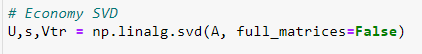 # Economy SVD
U,s,Vtr = np.linalg.svd(A, full_matrices=False)